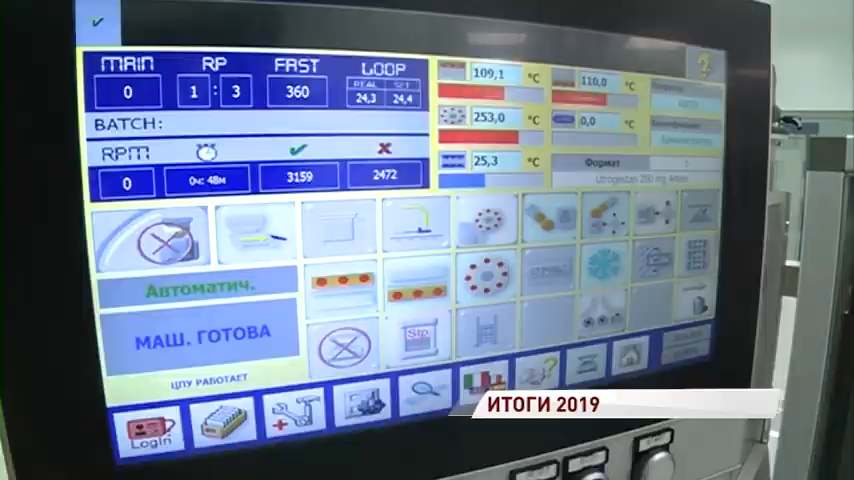 MAIN RP FAST LOOP
REAL SET
0 1 : 3 360 24,3 24,4
BATCH:
RPM
0 0ч: 48м 3159 2472
109,1 °C 110,0 °C
253,0 °C 0,0 °C
25,3 °C Формат
Utrogestan 200 mg
Автоматич.
МАШ. ГОТОВА
Stp
ЦПУ РАБОТАЕТ
Login
ИТОГИ 2019